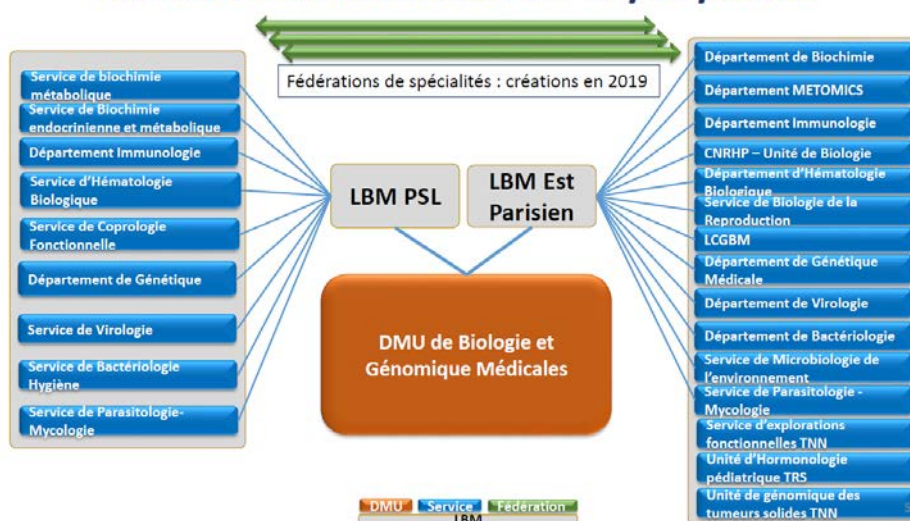 Fédérations de spécialités : créations en 2019
Service de biochimie
métabolique
Service de Biochimie
endocrinienne et métabolique
Département Immunologie
Service d'Hématologie
Biologique
Service de Coprologie
Fonctionnelle
Département de Génétique
Service de Virologie
Service de Bactériologie
Hygiène
Service de Parasitologie-
Mycologie
LBM PSL
LBM Est
Parisien
DMU de Biologie et
Génomique Médicales
Département de Biochimie
Département METOMICS
Département Immunologie
CNRHP – Unité de Biologie
Département d'Hématologie
Biologique
Service de Biologie de la
Reproduction
LCGBM
Département de Génétique
Médicale
Département de Virologie
Département de Bactériologie
Service de Microbiologie de
l'environnement
Service de Parasitologie -
Mycologie
Service d'explorations
fonctionnelles TNN
Unité d'Hormonologie
pédiatrique TRS
Unité de génomique des
tumeurs solides TNN
DMU Service Fédération
LBM